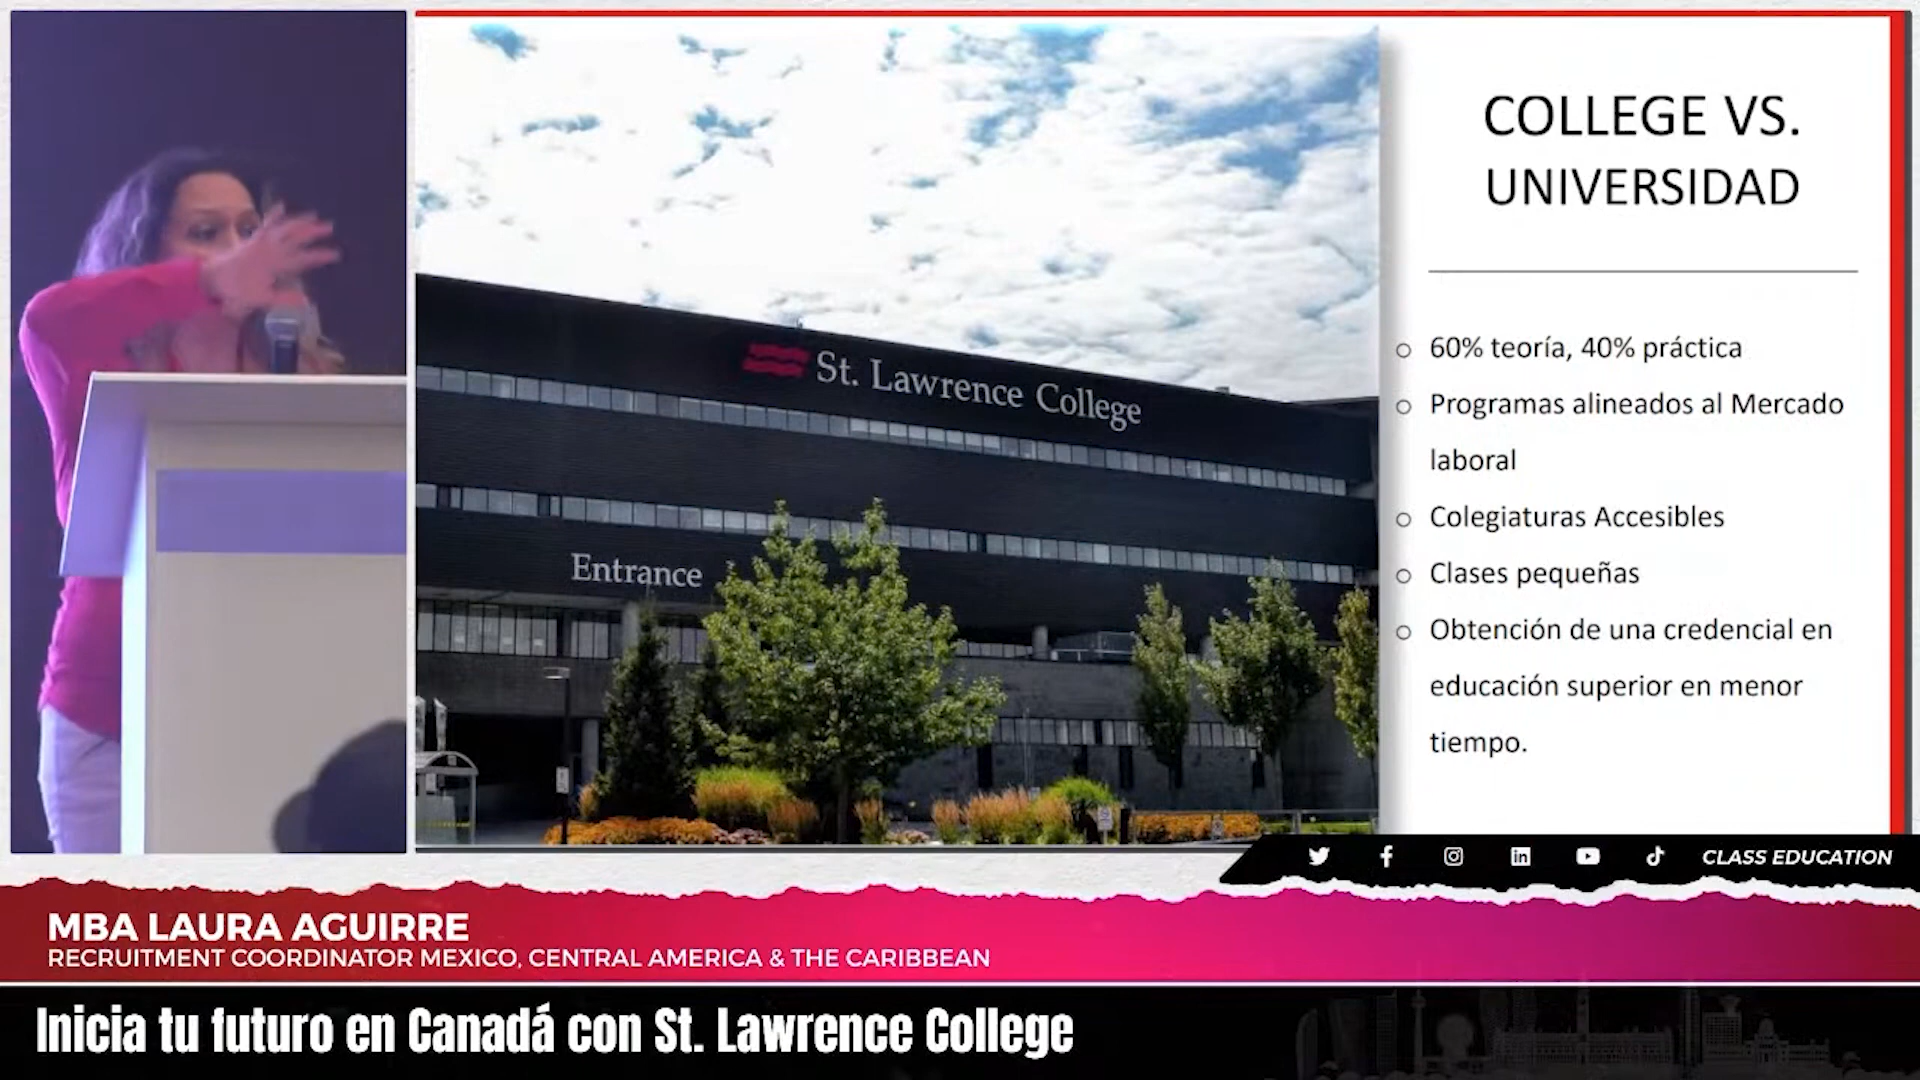 St. Lawrence College
Entrance
COLLEGE VS.
UNIVERSIDAD
60% teoría, 40% práctica
Programas alineados al Mercado
laboral
Colegiaturas Accesibles
Clases pequeñas
Obtención de una credencial en
educación superior en menor
tiempo.
CLASS EDUCATION
MBA LAURA AGUIRRE
RECRUITMENT COORDINATOR MEXICO, CENTRAL AMERICA & THE CARIBBEAN
Inicia tu futuro en Canadá con St. Lawrence College